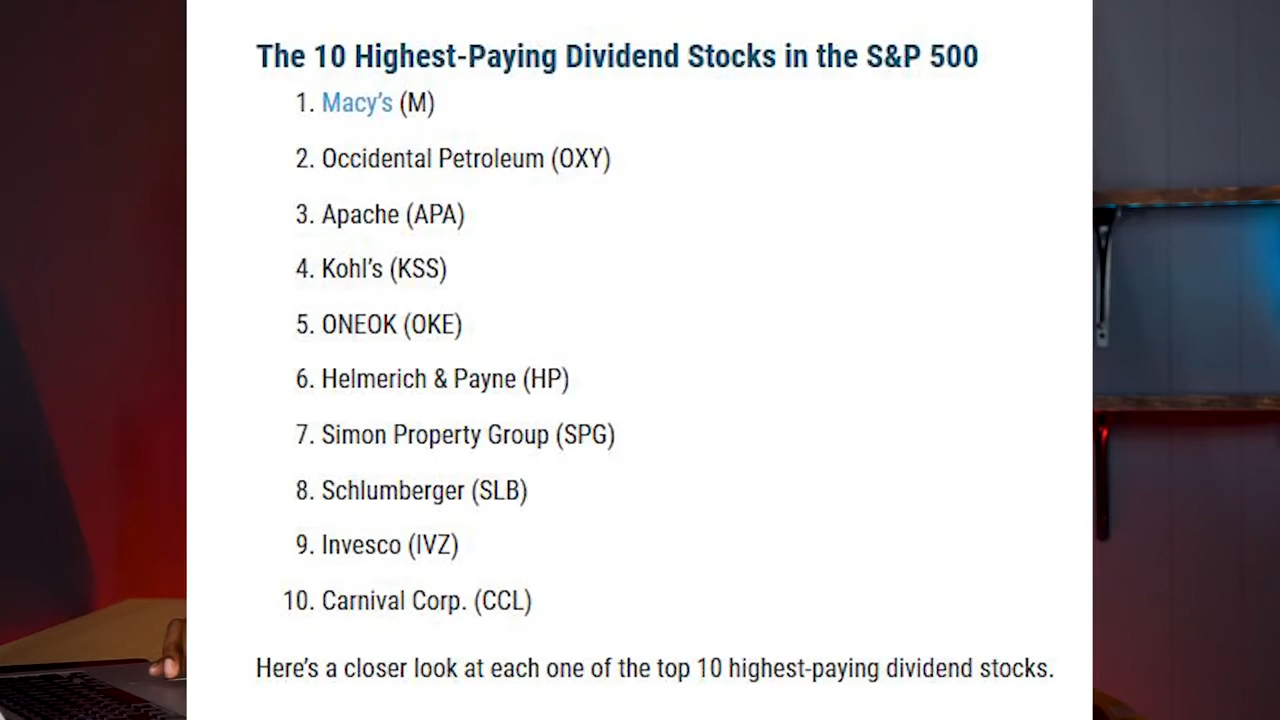 The 10 Highest-Paying Dividend Stocks in the S&P 500
1. Macy's (M)
2. Occidental Petroleum (OXY)
3. Apache (APA)
4. Kohl's (KSS)
5. ONEOK (OKE)
6. Helmerich & Payne (HP)
7. Simon Property Group (SPG)
8. Schlumberger (SLB)
9. Invesco (IVZ)
10. Carnival Corp. (CCL)
Here's a closer look at each one of the top 10 highest-paying dividend stocks.